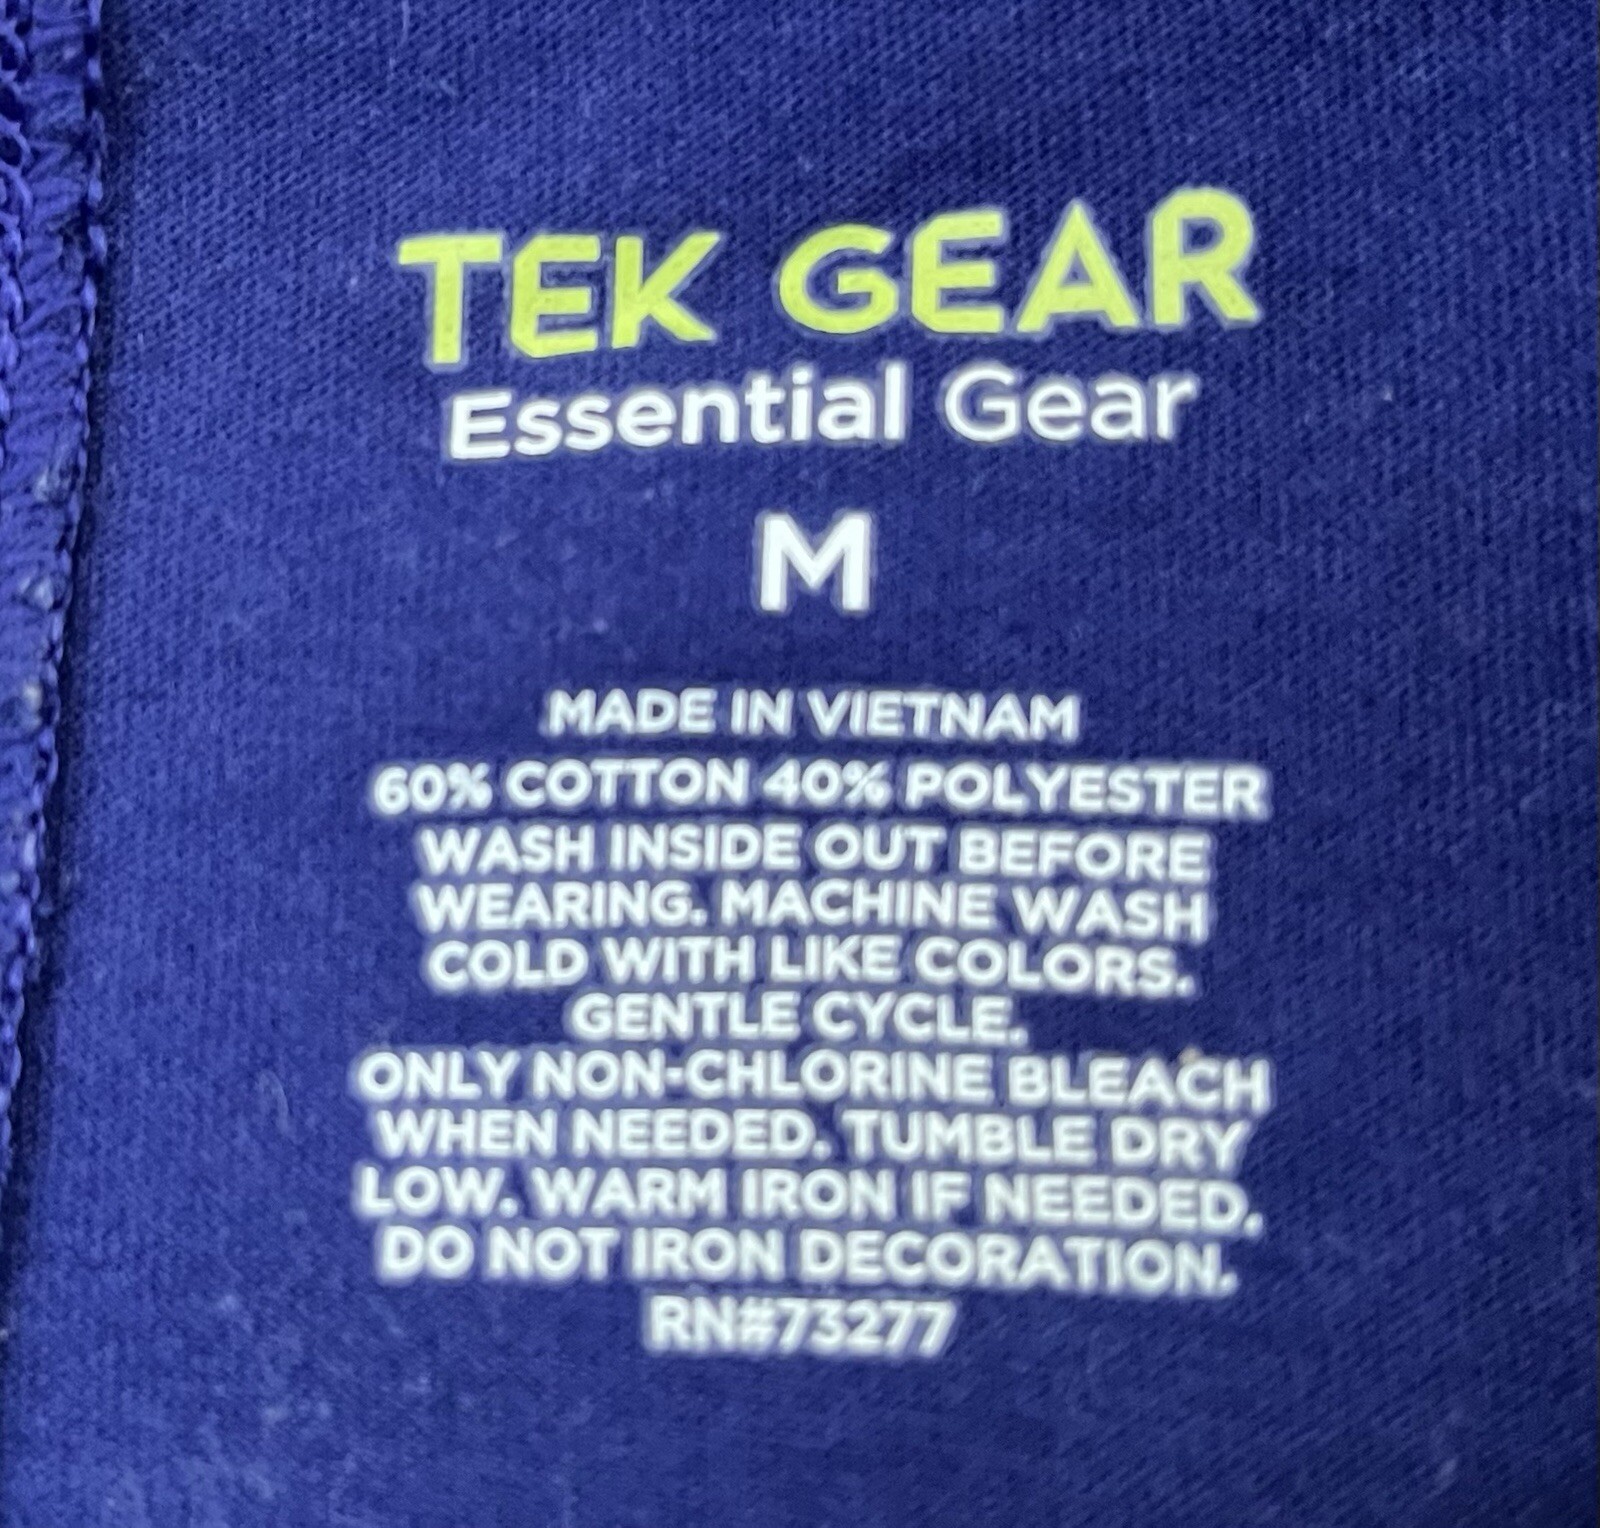 TEK GEAR
Essential Gear
M
MADE IN VIETNAM
60% COTTON 40% POLYESTER
WASH INSIDE OUT BEFORE
WEARING. MACHINE WASH
COLD WITH LIKE COLORS.
GENTLE CYCLE.
ONLY NON-CHLORINE BLEACH
WHEN NEEDED. TUMBLE DRY
LOW. WARM IRON IF NEEDED.
DO NOT IRON DECORATION.
RN#73277